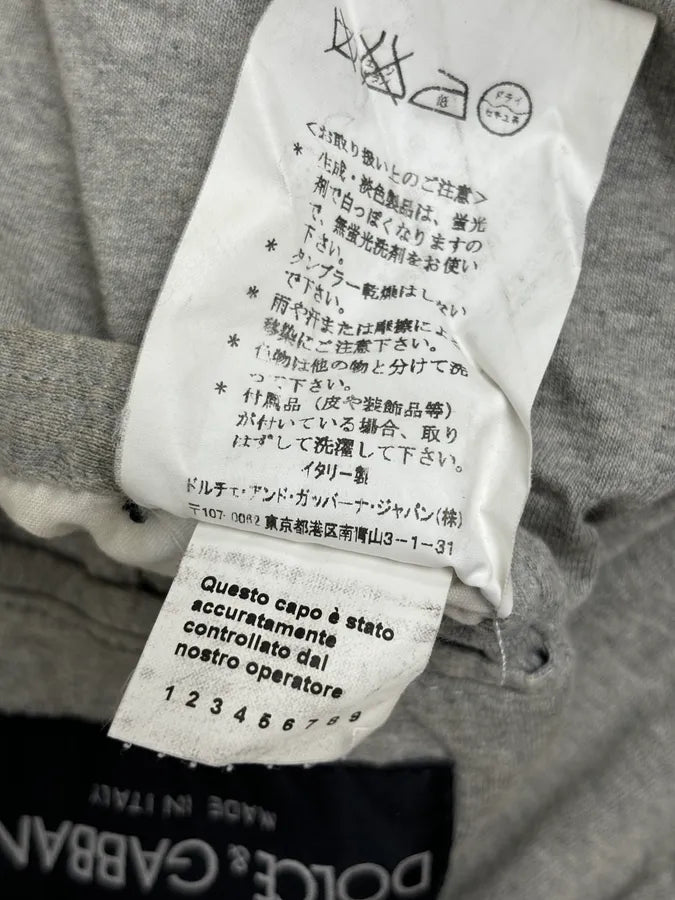 ドライ
セキユ系
低
<お取り扱い上のご注意>
* 生成・淡色製品は、蛍光
剤で白っぽくなりますの
で、無蛍光洗剤をお使い
下さい。
* タンブラー乾燥はしない
で下さい。
* 雨や汗または摩擦による
移染にご注意下さい。
* 色物は他の物と分けて洗
って下さい。
* 付属品(皮や装飾品等)
が付いている場合、取り
はずして洗濯して下さい。
イタリー製
ドルチェ・アンド・ガッバーナ・ジャパン(株)
〒107-0062 東京都港区南青山3-1-31
Questo capo è stato
accuratamente
controllato dal
nostro operatore
1 2 3 4 5 6 7 8 9
MADE IN ITALY
DOLCE & GABBAN